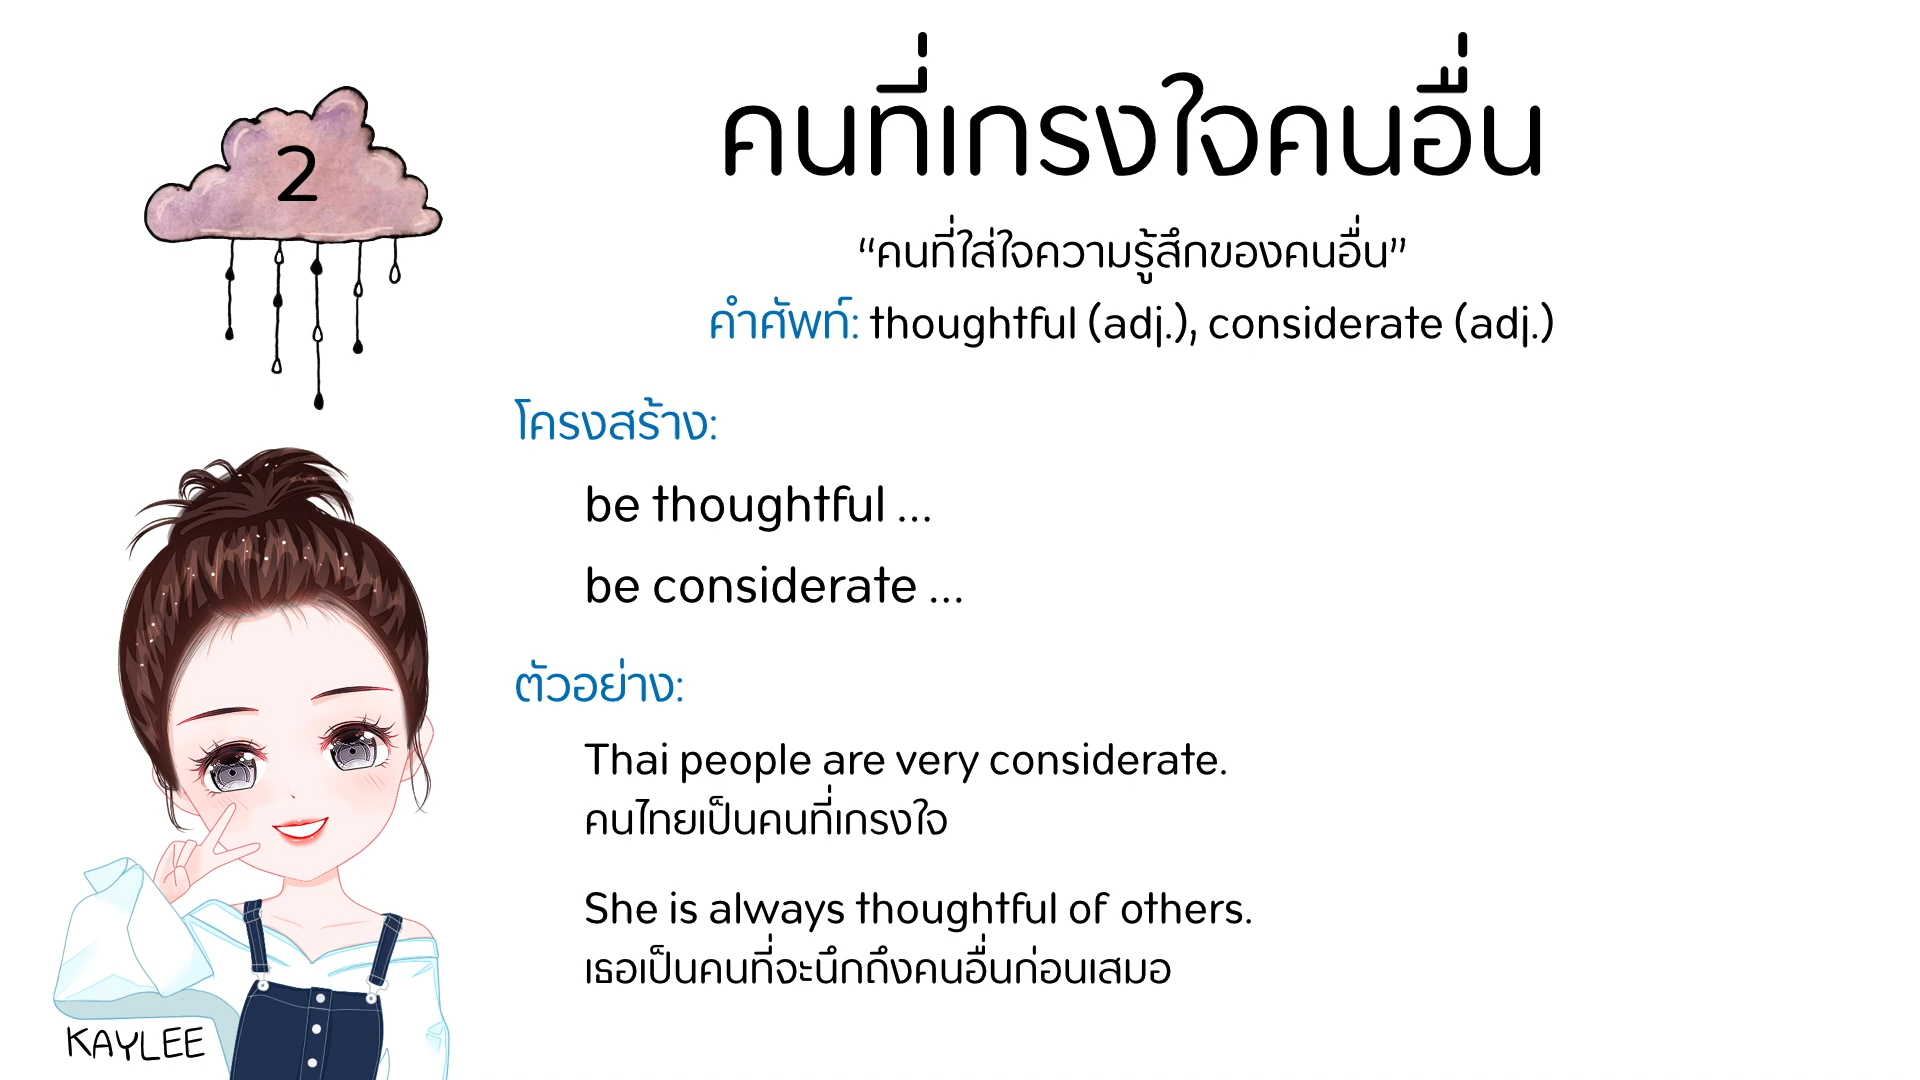 2
คนที่เกรงใจคนอื่น
“คนที่ใส่ใจความรู้สึกของคนอื่น”
คำศัพท์: thoughtful (adj.), considerate (adj.)
โครงสร้าง:
be thoughtful ...
be considerate ...
ตัวอย่าง:
Thai people are very considerate.
คนไทยเป็นคนที่เกรงใจ
She is always thoughtful of others.
เธอเป็นคนที่จะนึกถึงคนอื่นก่อนเสมอ
KAYLEE